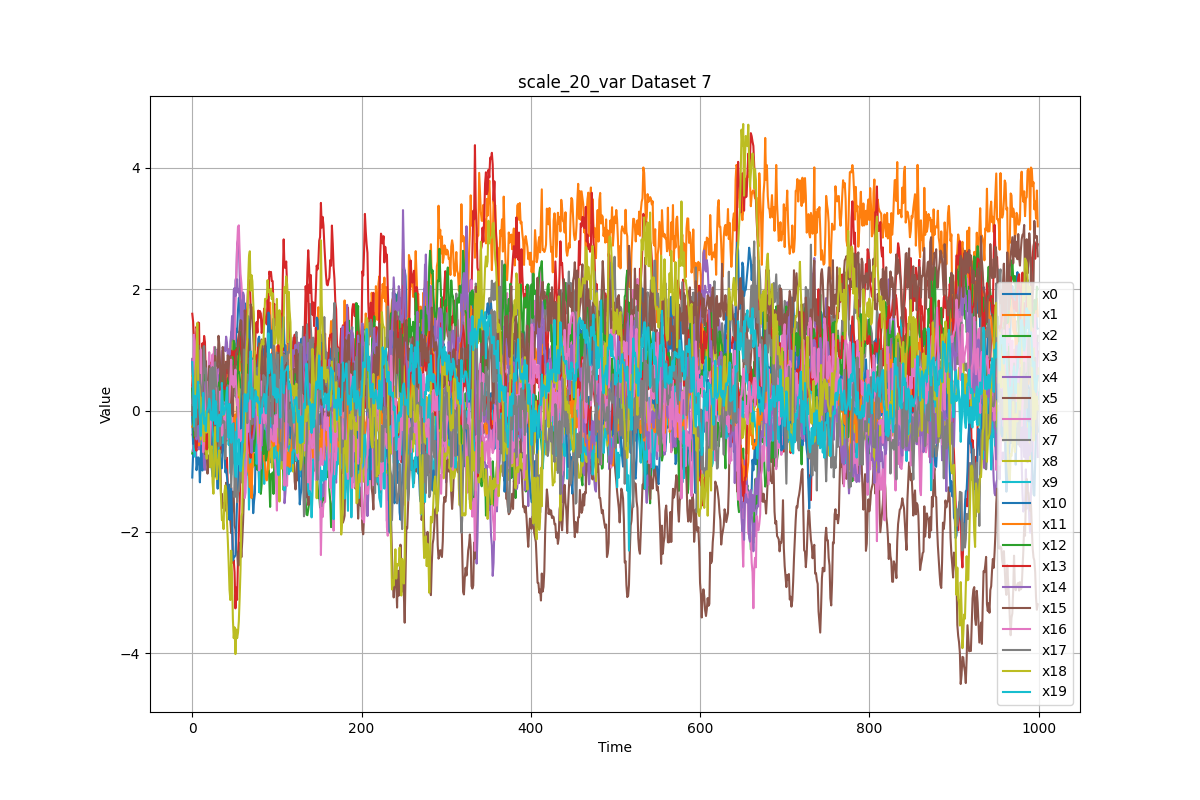 scale_20_var Dataset 7
Value
4
2
0
−2
−4
0
200
400
600
800
1000
Time
x0
x1
x2
x3
x4
x5
x6
x7
x8
x9
x10
x11
x12
x13
x14
x15
x16
x17
x18
x19